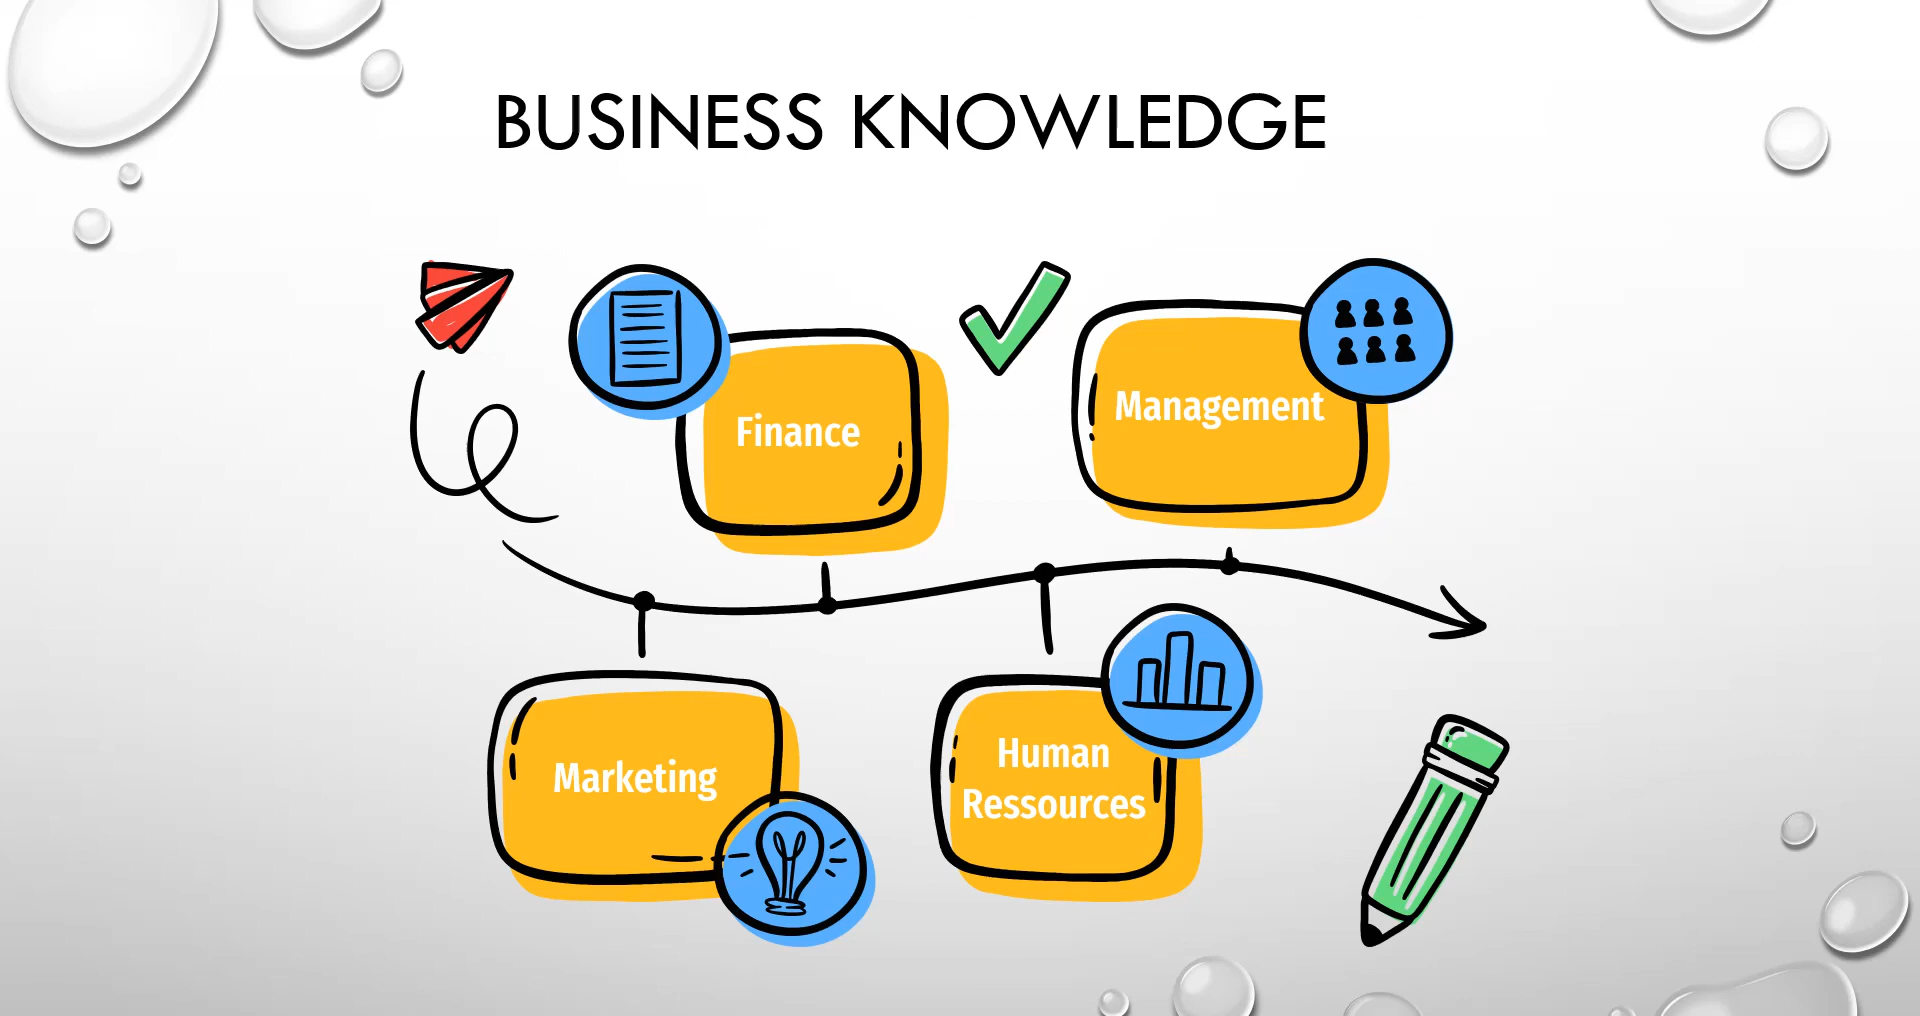 BUSINESS KNOWLEDGE
Finance
Management
Marketing
Human
Ressources